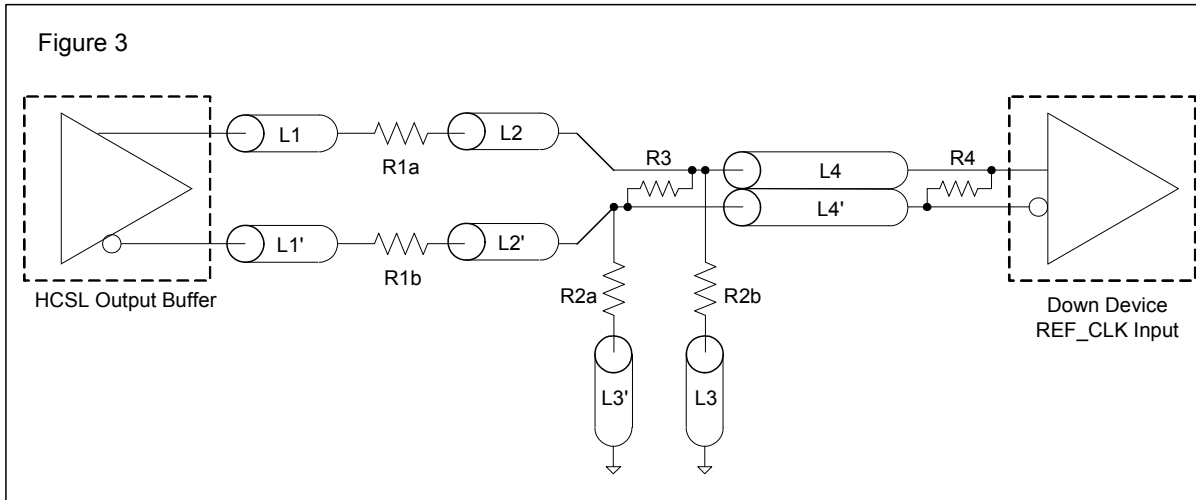 Figure 3
L1
R1a
L2
R3
L4
R4
L1'
R1b
L2'
L4'
HCSL Output Buffer
R2a
R2b
Down Device
REF_CLK Input
L3'
L3